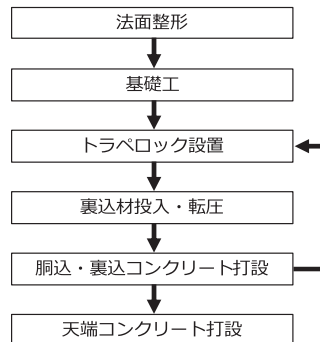 法面整形
基礎工
トラペロック設置
裏込材投入・転圧
胴込・裏込コンクリート打設
天端コンクリート打設